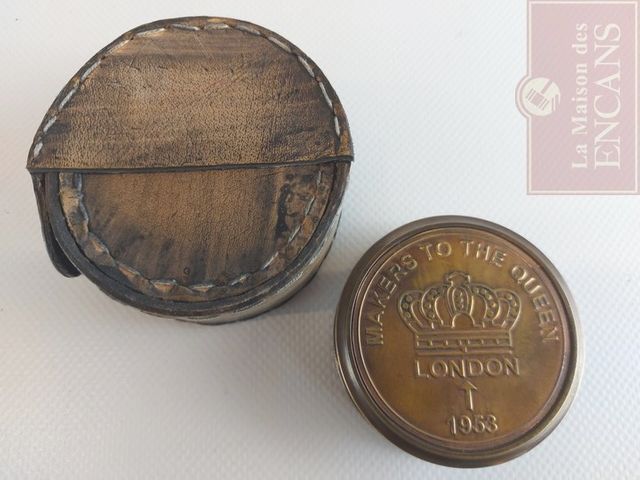 La Maison des
ENCANS
MAKERS TO THE QUEEN
LONDON
1953